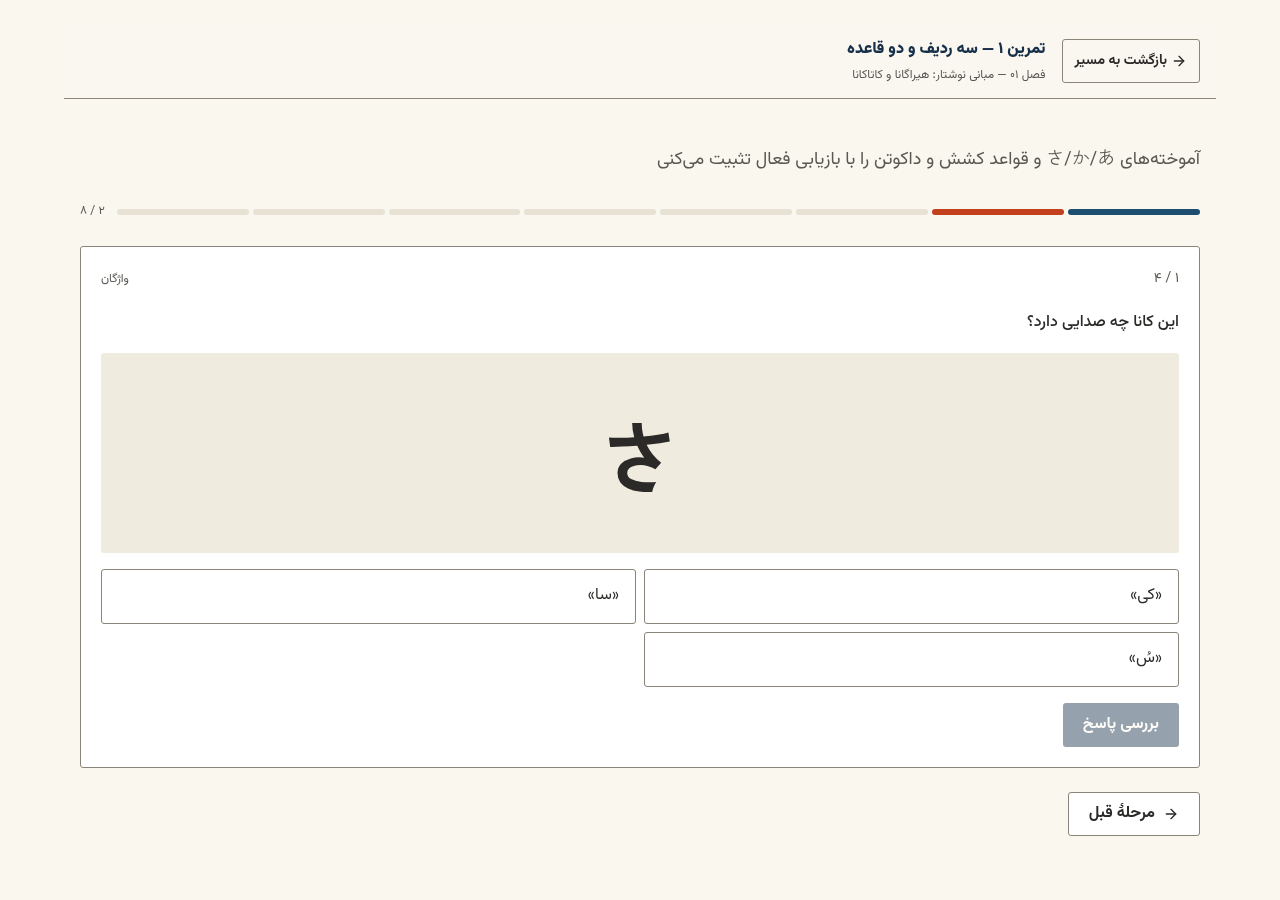 بازگشت به مسیر
تمرین ۱ — سه ردیف و دو قاعده
فصل ۰۱ — مبانی نوشتار: هیراگانا و کاتاکانا
آموخته‌های あ/か/さ و قواعد کشش و داکوتن را با بازیابی فعال تثبیت می‌کنی
۲ / ۸
۱ / ۴
واژگان
این کانا چه صدایی دارد؟
さ
«کی»
«سا»
«سُ»
بررسی پاسخ
مرحلهٔ قبل